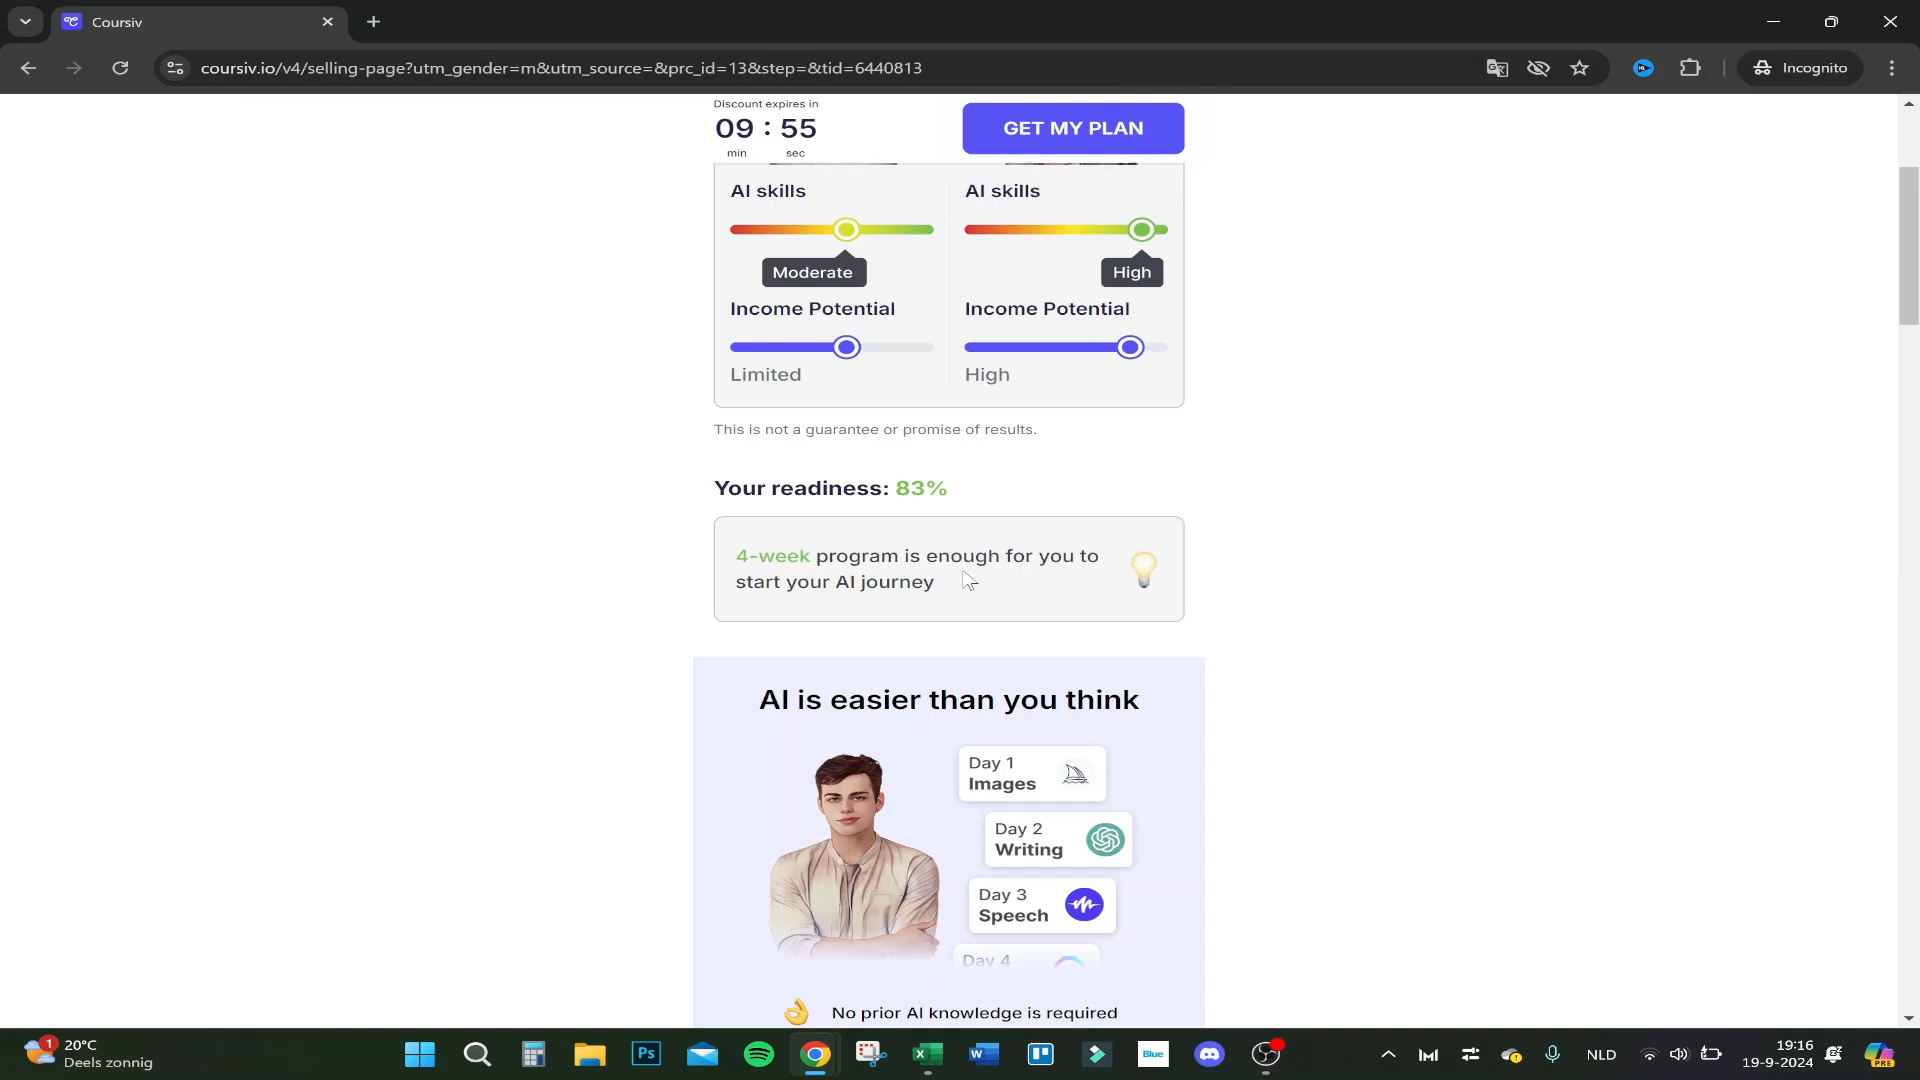 Coursiv
coursiv.io/v4/selling-page?utm_gender=m&utm_source=&prc_id=13&step=&tid=6440813
Incognito
Discount expires in
09 : 55
min sec
GET MY PLAN
AI skills
AI skills
Moderate
High
Income Potential
Income Potential
Limited
High
This is not a guarantee or promise of results.
Your readiness: 83%
4-week program is enough for you to
start your AI journey
AI is easier than you think
Day 1
Images
Day 2
Writing
Day 3
Speech
Day 4
No prior AI knowledge is required
1
20°C
Deels zonnig
Ps
Blue
NLD
19:16
19-9-2024
PRE